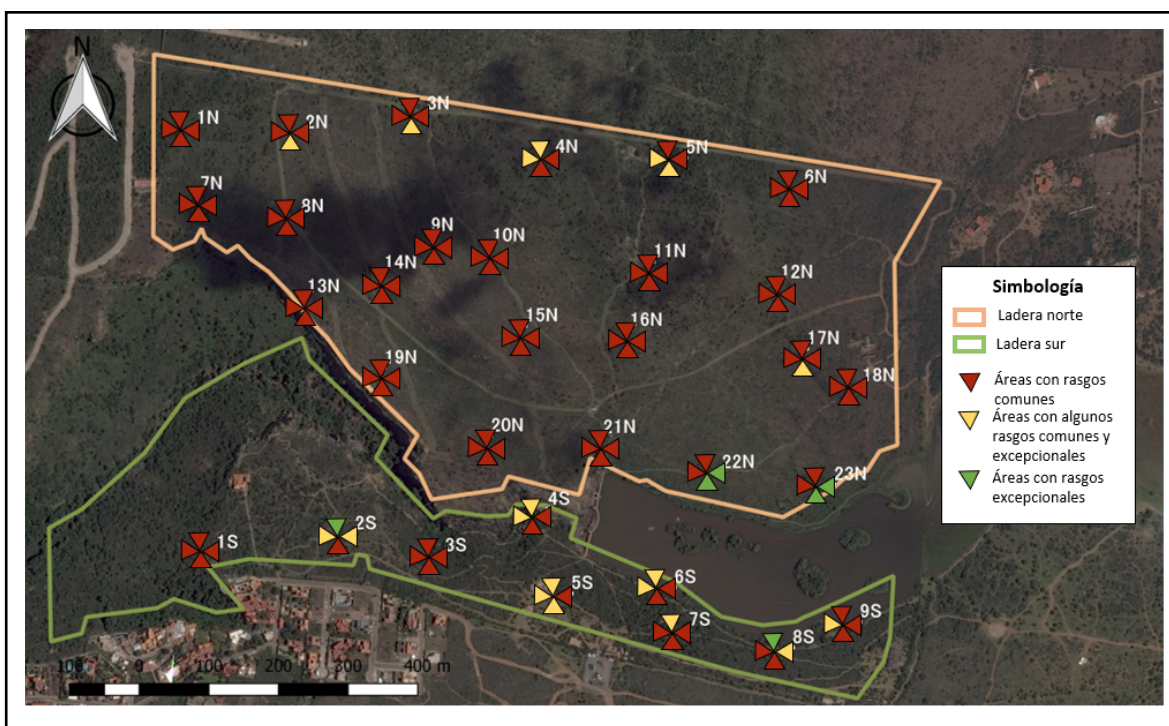 N
1N
2N
3N
4N
5N
6N
7N
8N
9N
10N
11N
12N
13N
14N
15N
16N
17N
18N
19N
20N
21N
22N
23N
1S
2S
3S
4S
5S
6S
7S
8S
9S
Simbología
Ladera norte
Ladera sur
Áreas con rasgos
comunes
Áreas con algunos
rasgos comunes y
excepcionales
Áreas con rasgos
excepcionales
100 0 100 200 300 400 m